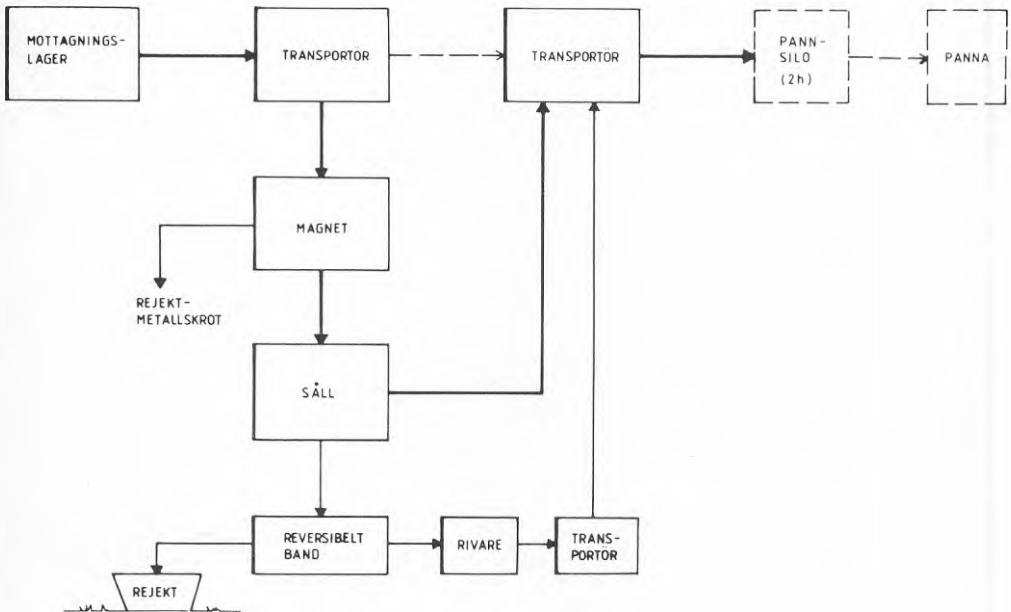 MOTTAGNINGS-
LAGER
TRANSPORTÖR
TRANSPORTÖR
PANN-
SILO
(2h)
PANNA
MAGNET
REJEKT-
METALLSKROT
SÅLL
REVERSIBELT
BAND
RIVARE
TRANS-
PORTÖR
REJEKT